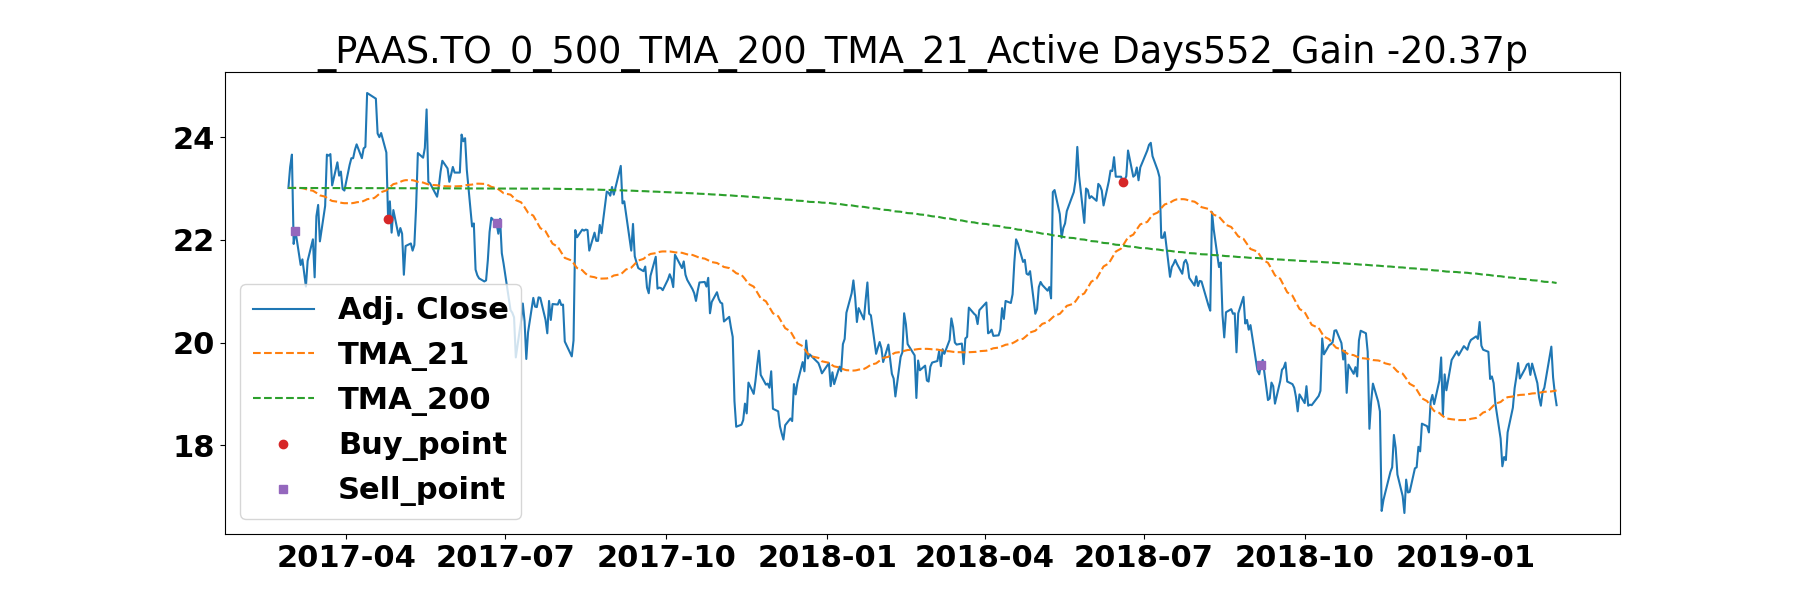 _PAAS.TO_0_500_TMA_200_TMA_21_Active Days552_Gain -20.37p
24
22
20
18
Adj. Close
TMA_21
TMA_200
Buy_point
Sell_point
2017-04 2017-07 2017-10 2018-01 2018-04 2018-07 2018-10 2019-01